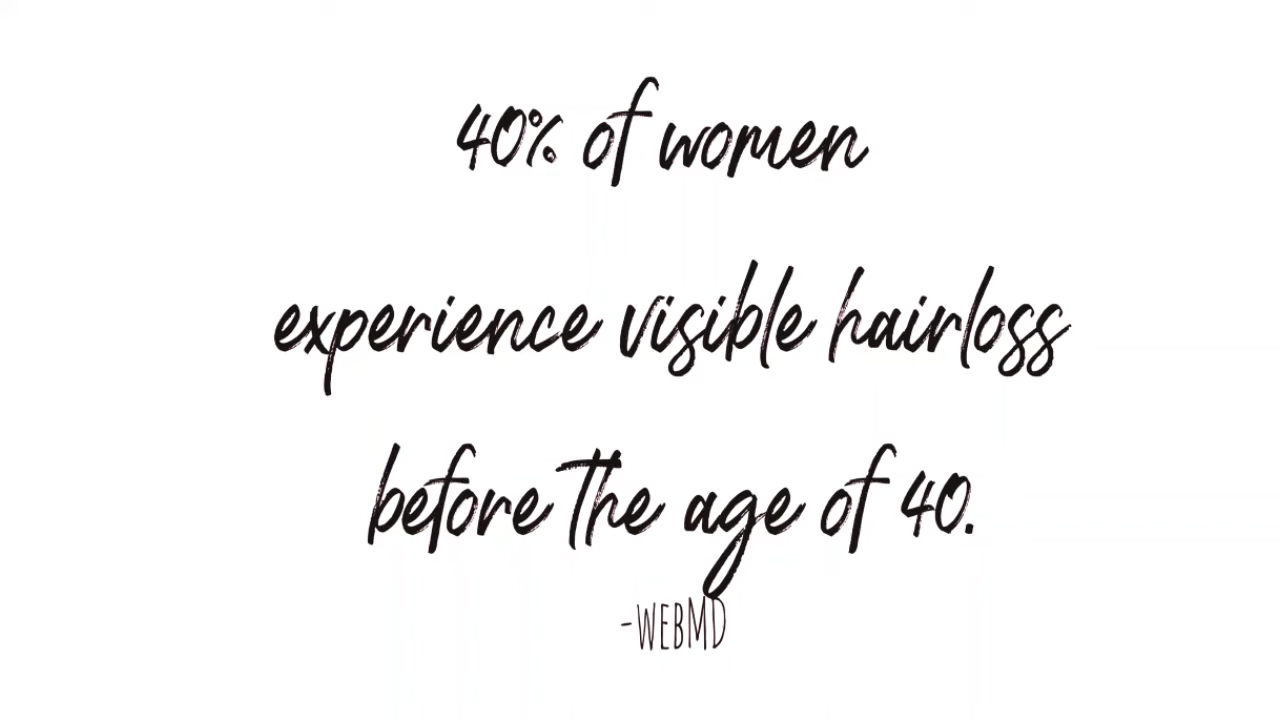 40% of women
experience visible hairloss
before the age of 40.
-WEBMD